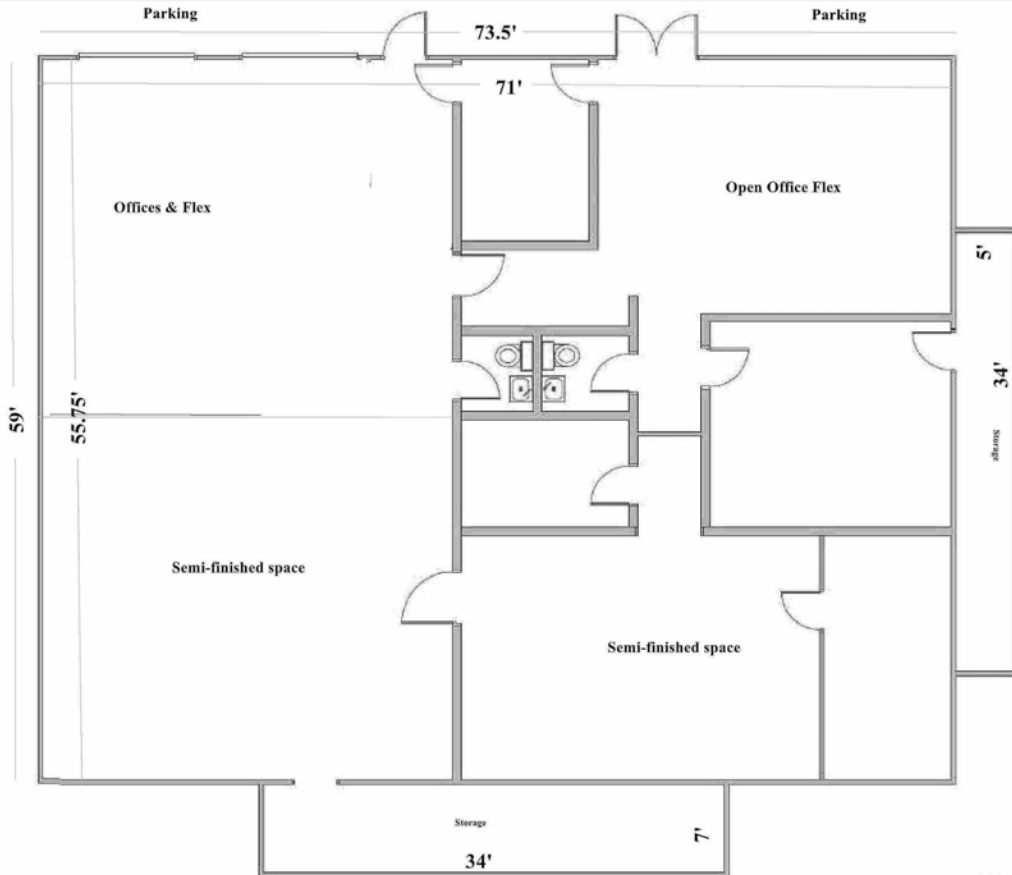 Parking
Parking
73.5'
71'
Offices & Flex
Open Office Flex
5'
34'
Storage
59'
55.75'
Semi-finished space
Semi-finished space
Storage
7'
34'